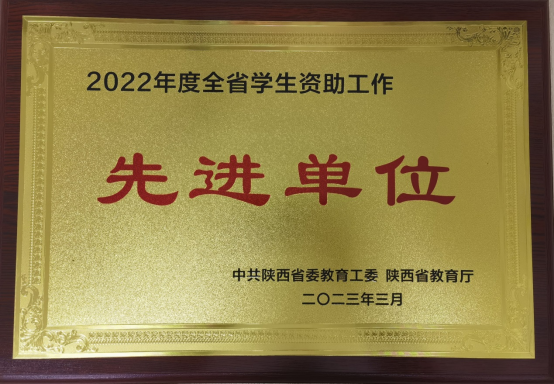 2022年度全省学生资助工作
先进单位
中共陕西省委教育工委 陕西省教育厅
二〇二三年三月